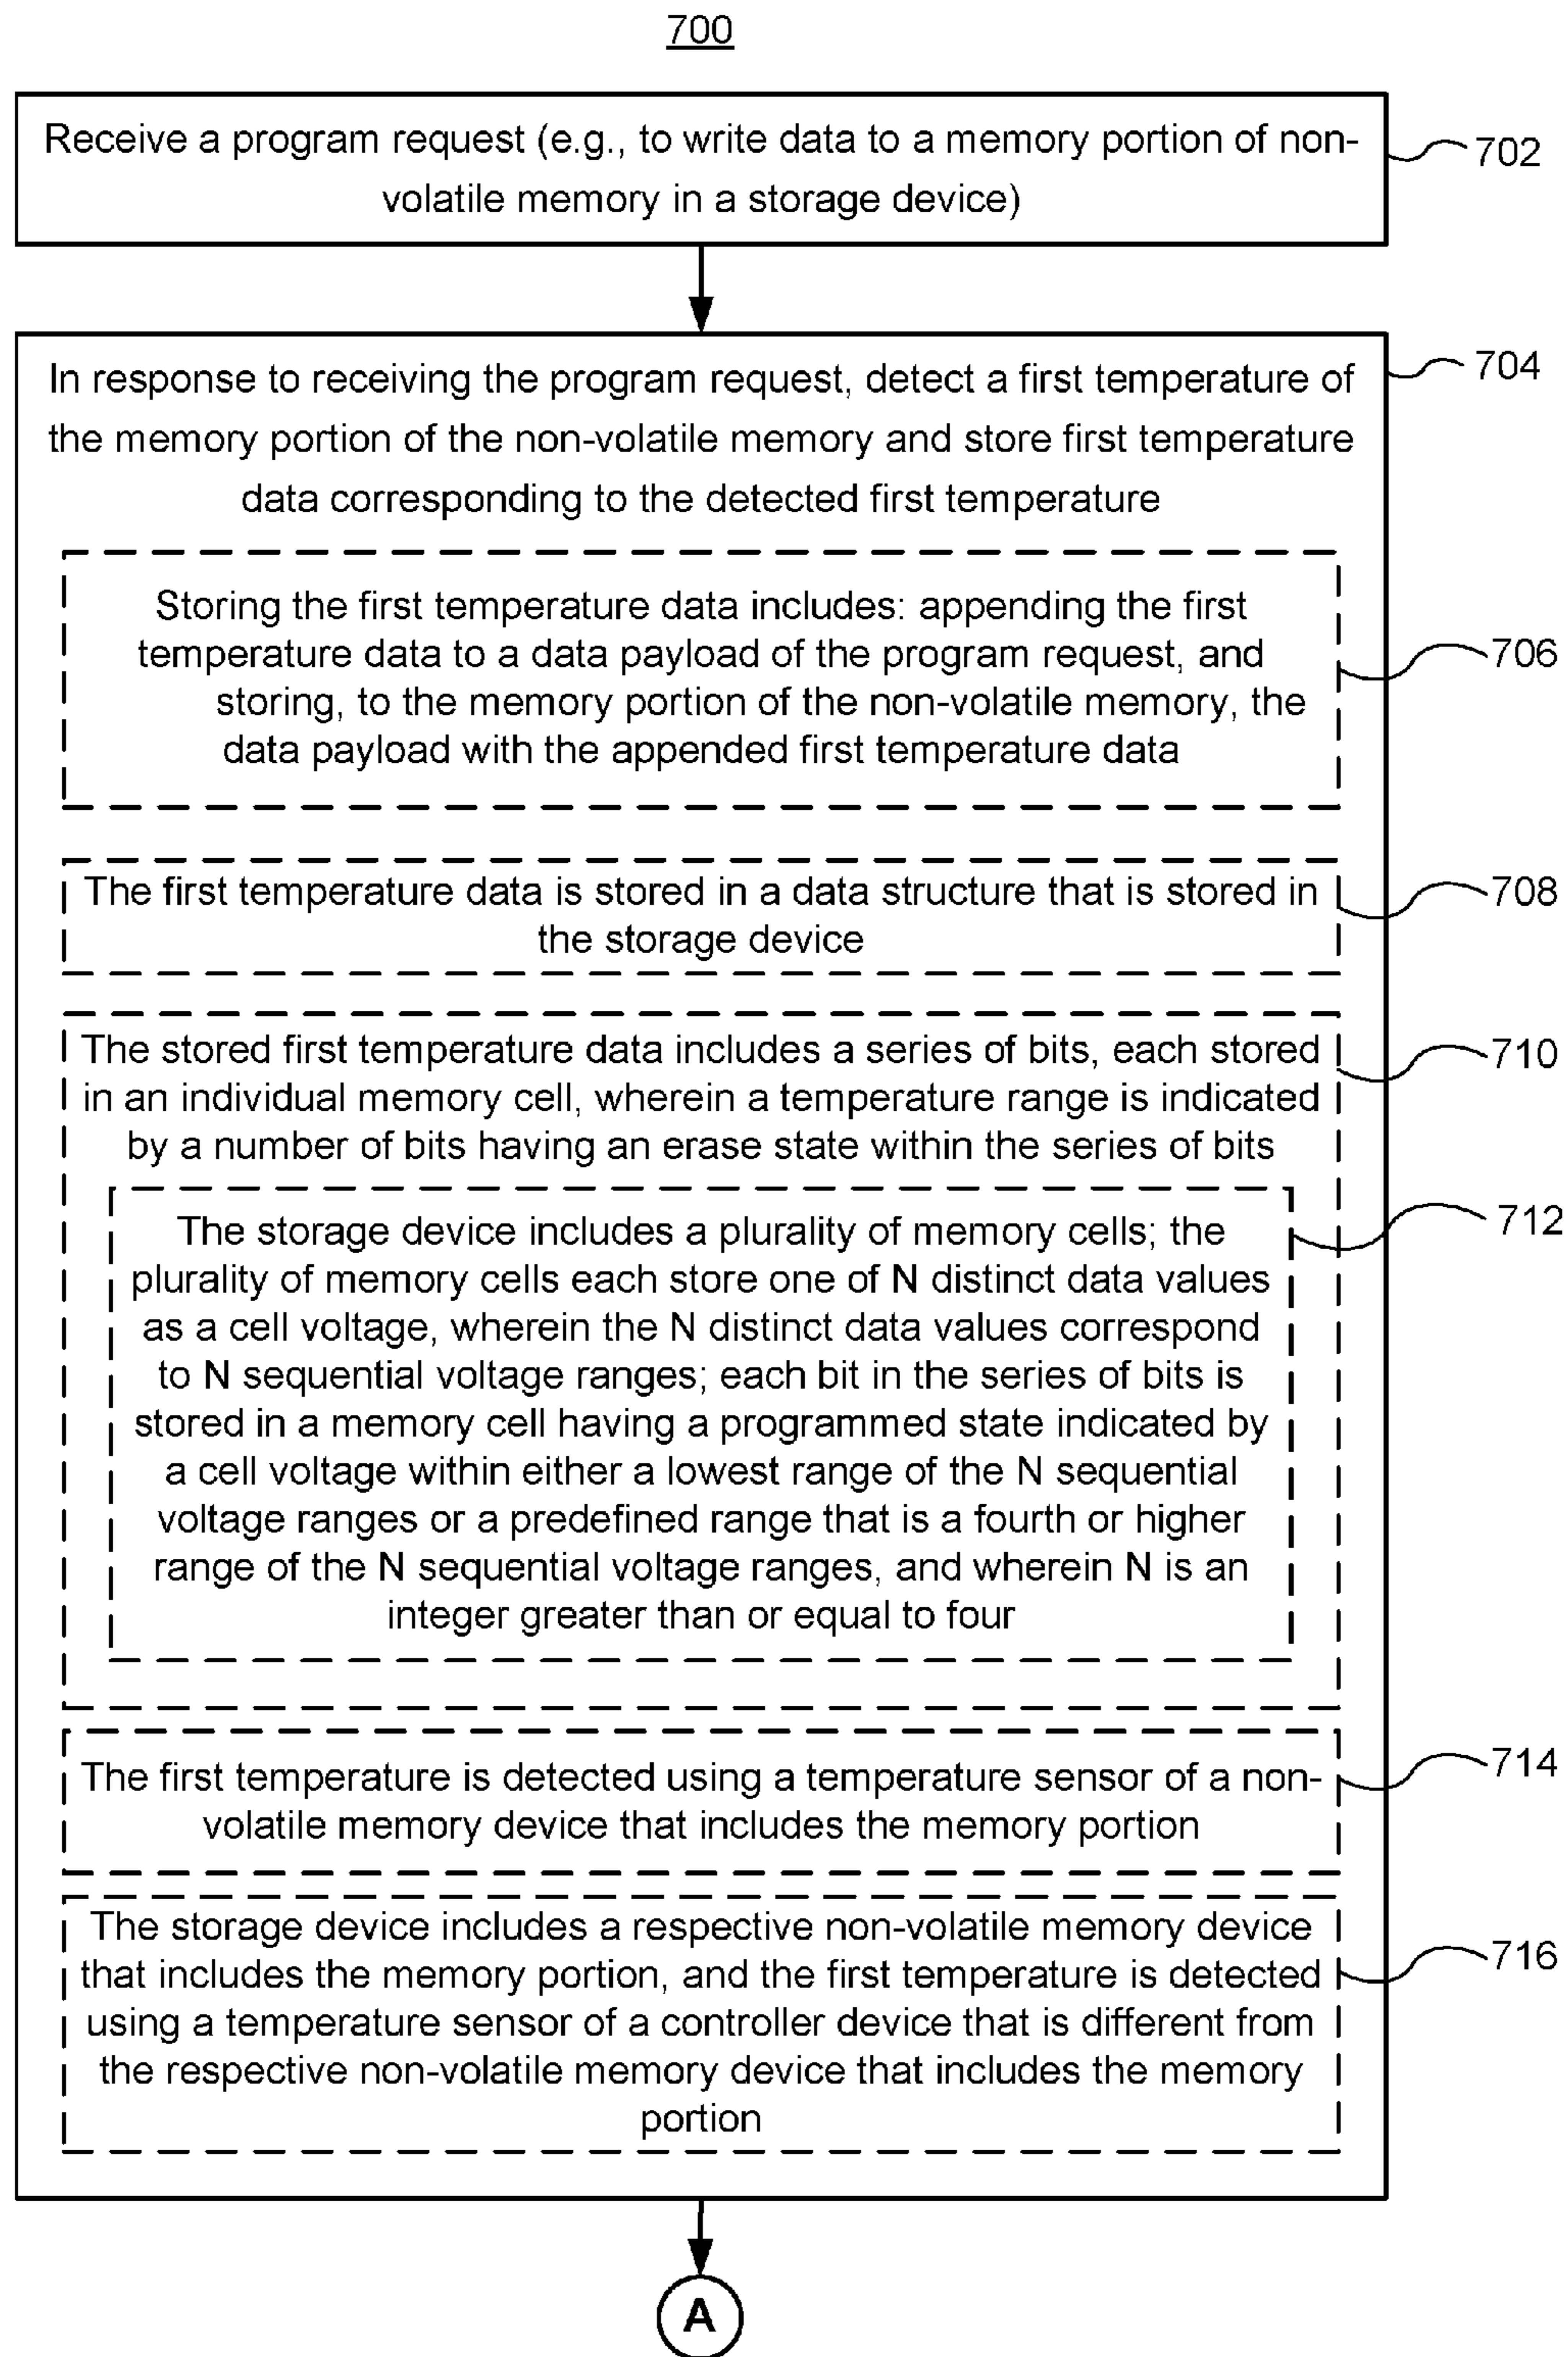 700
Receive a program request (e.g., to write data to a memory portion of non-
volatile memory in a storage device)
702
In response to receiving the program request, detect a first temperature of
the memory portion of the non-volatile memory and store first temperature
data corresponding to the detected first temperature
704
Storing the first temperature data includes: appending the first
temperature data to a data payload of the program request, and
storing, to the memory portion of the non-volatile memory, the
data payload with the appended first temperature data
706
The first temperature data is stored in a data structure that is stored in
the storage device
708
The stored first temperature data includes a series of bits, each stored
in an individual memory cell, wherein a temperature range is indicated
by a number of bits having an erase state within the series of bits
710
The storage device includes a plurality of memory cells; the
plurality of memory cells each store one of N distinct data values
as a cell voltage, wherein the N distinct data values correspond
to N sequential voltage ranges; each bit in the series of bits is
stored in a memory cell having a programmed state indicated by
a cell voltage within either a lowest range of the N sequential
voltage ranges or a predefined range that is a fourth or higher
range of the N sequential voltage ranges, and wherein N is an
integer greater than or equal to four
712
The first temperature is detected using a temperature sensor of a non-
volatile memory device that includes the memory portion
714
The storage device includes a respective non-volatile memory device
that includes the memory portion, and the first temperature is detected
using a temperature sensor of a controller device that is different from
the respective non-volatile memory device that includes the memory
portion
716
A